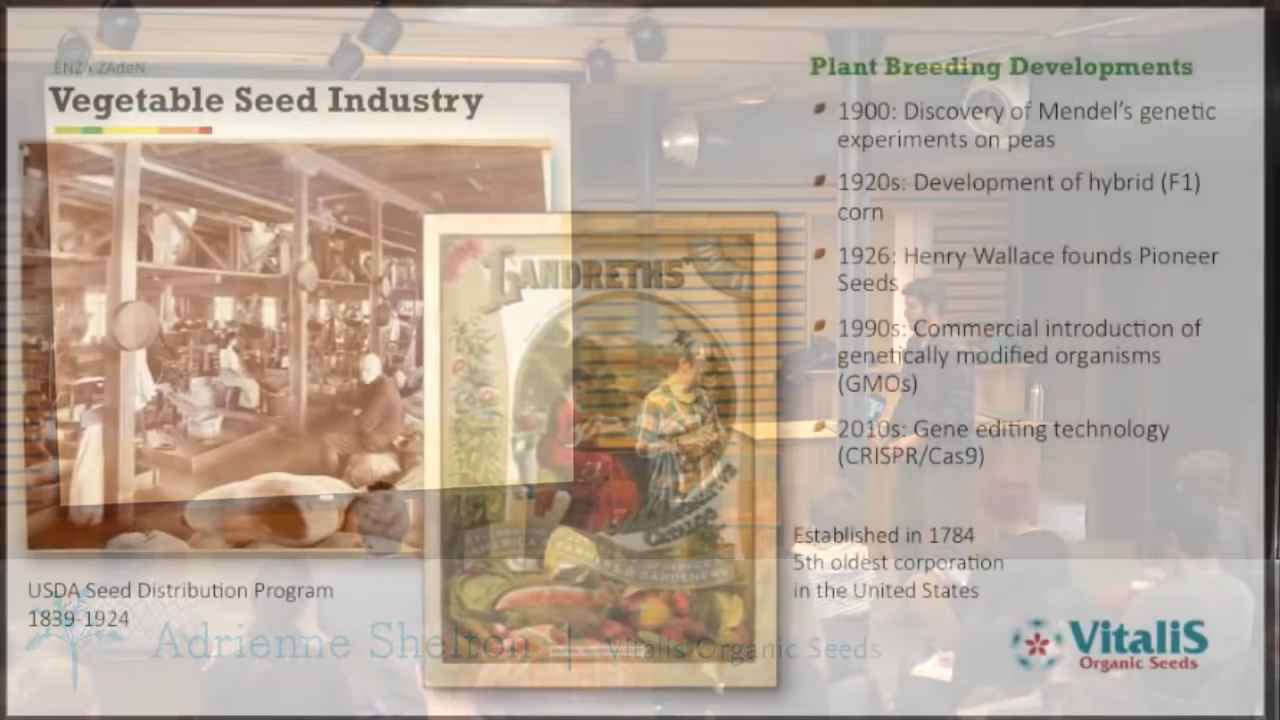 ENZA ZAdeN
Vegetable Seed Industry
Plant Breeding Developments
1900: Discovery of Mendel's genetic
experiments on peas
1920s: Development of hybrid (F1)
corn
1926: Henry Wallace founds Pioneer
Seeds
1990s: Commercial introduction of
genetically modified organisms
(GMOs)
2010s: Gene editing technology
(CRISPR/Cas9)
LANDRETHS'
CATALOG
Established in 1784
5th oldest corporation
in the United States
USDA Seed Distribution Program
1839-1924
Adrienne Shelton | Vitalis Organic Seeds
VitaliS
Organic Seeds